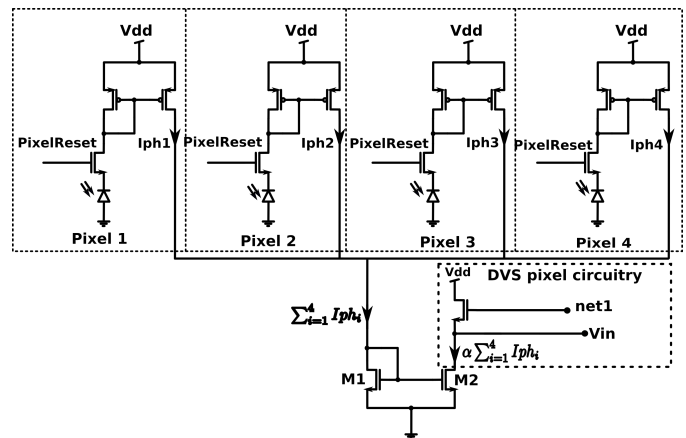 Vdd Vdd Vdd Vdd
PixelReset Iph1 PixelReset Iph2 PixelReset Iph3 PixelReset Iph4
Pixel 1 Pixel 2 Pixel 3 Pixel 4
Vdd DVS pixel circuitry
net1
∑⁴ᵢ₌₁ Iphᵢ
Vin
α ∑⁴ᵢ₌₁ Iphᵢ
M1 M2